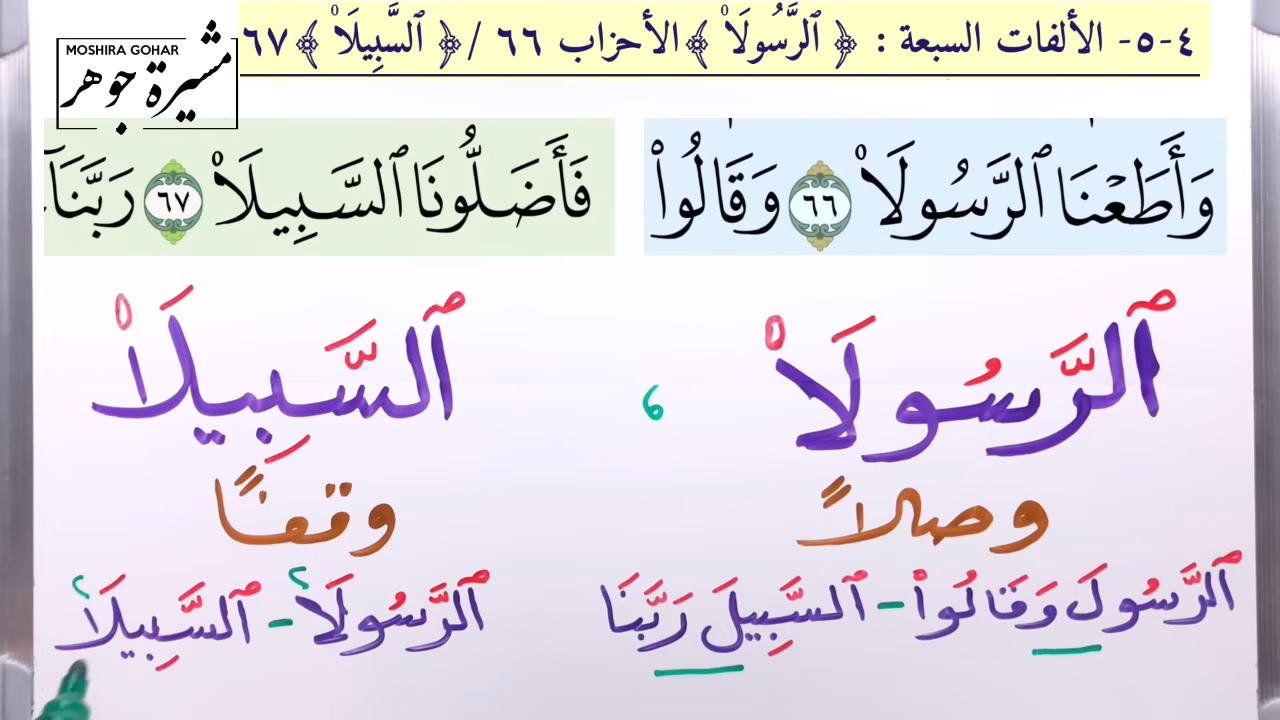 ٤-٥- الألفات السبعة : ﴿ ٱلرَّسُولَا۠ ﴾الأحزاب ٦٦ /﴿ ٱلسَّبِيلَا۠ ﴾٦٧
MOSHIRA GOHAR
مشيرة جوهر
وَأَطَعۡنَا ٱلرَّسُولَا۠ ٦٦ وَقَالُواْ
فَأَضَلُّونَا ٱلسَّبِيلَا۠ ٦٧ رَبَّنَآ
ٱلرَّسُولَا۠ ، ٱلسَّبِيلَا۠
وصلاً وقفًا
ٱلرَّسُولَ وَقَالُواْ - ٱلسَّبِيلَ رَبَّنَا
ٱلرَّسُولَا - ٱلسَّبِيلَا